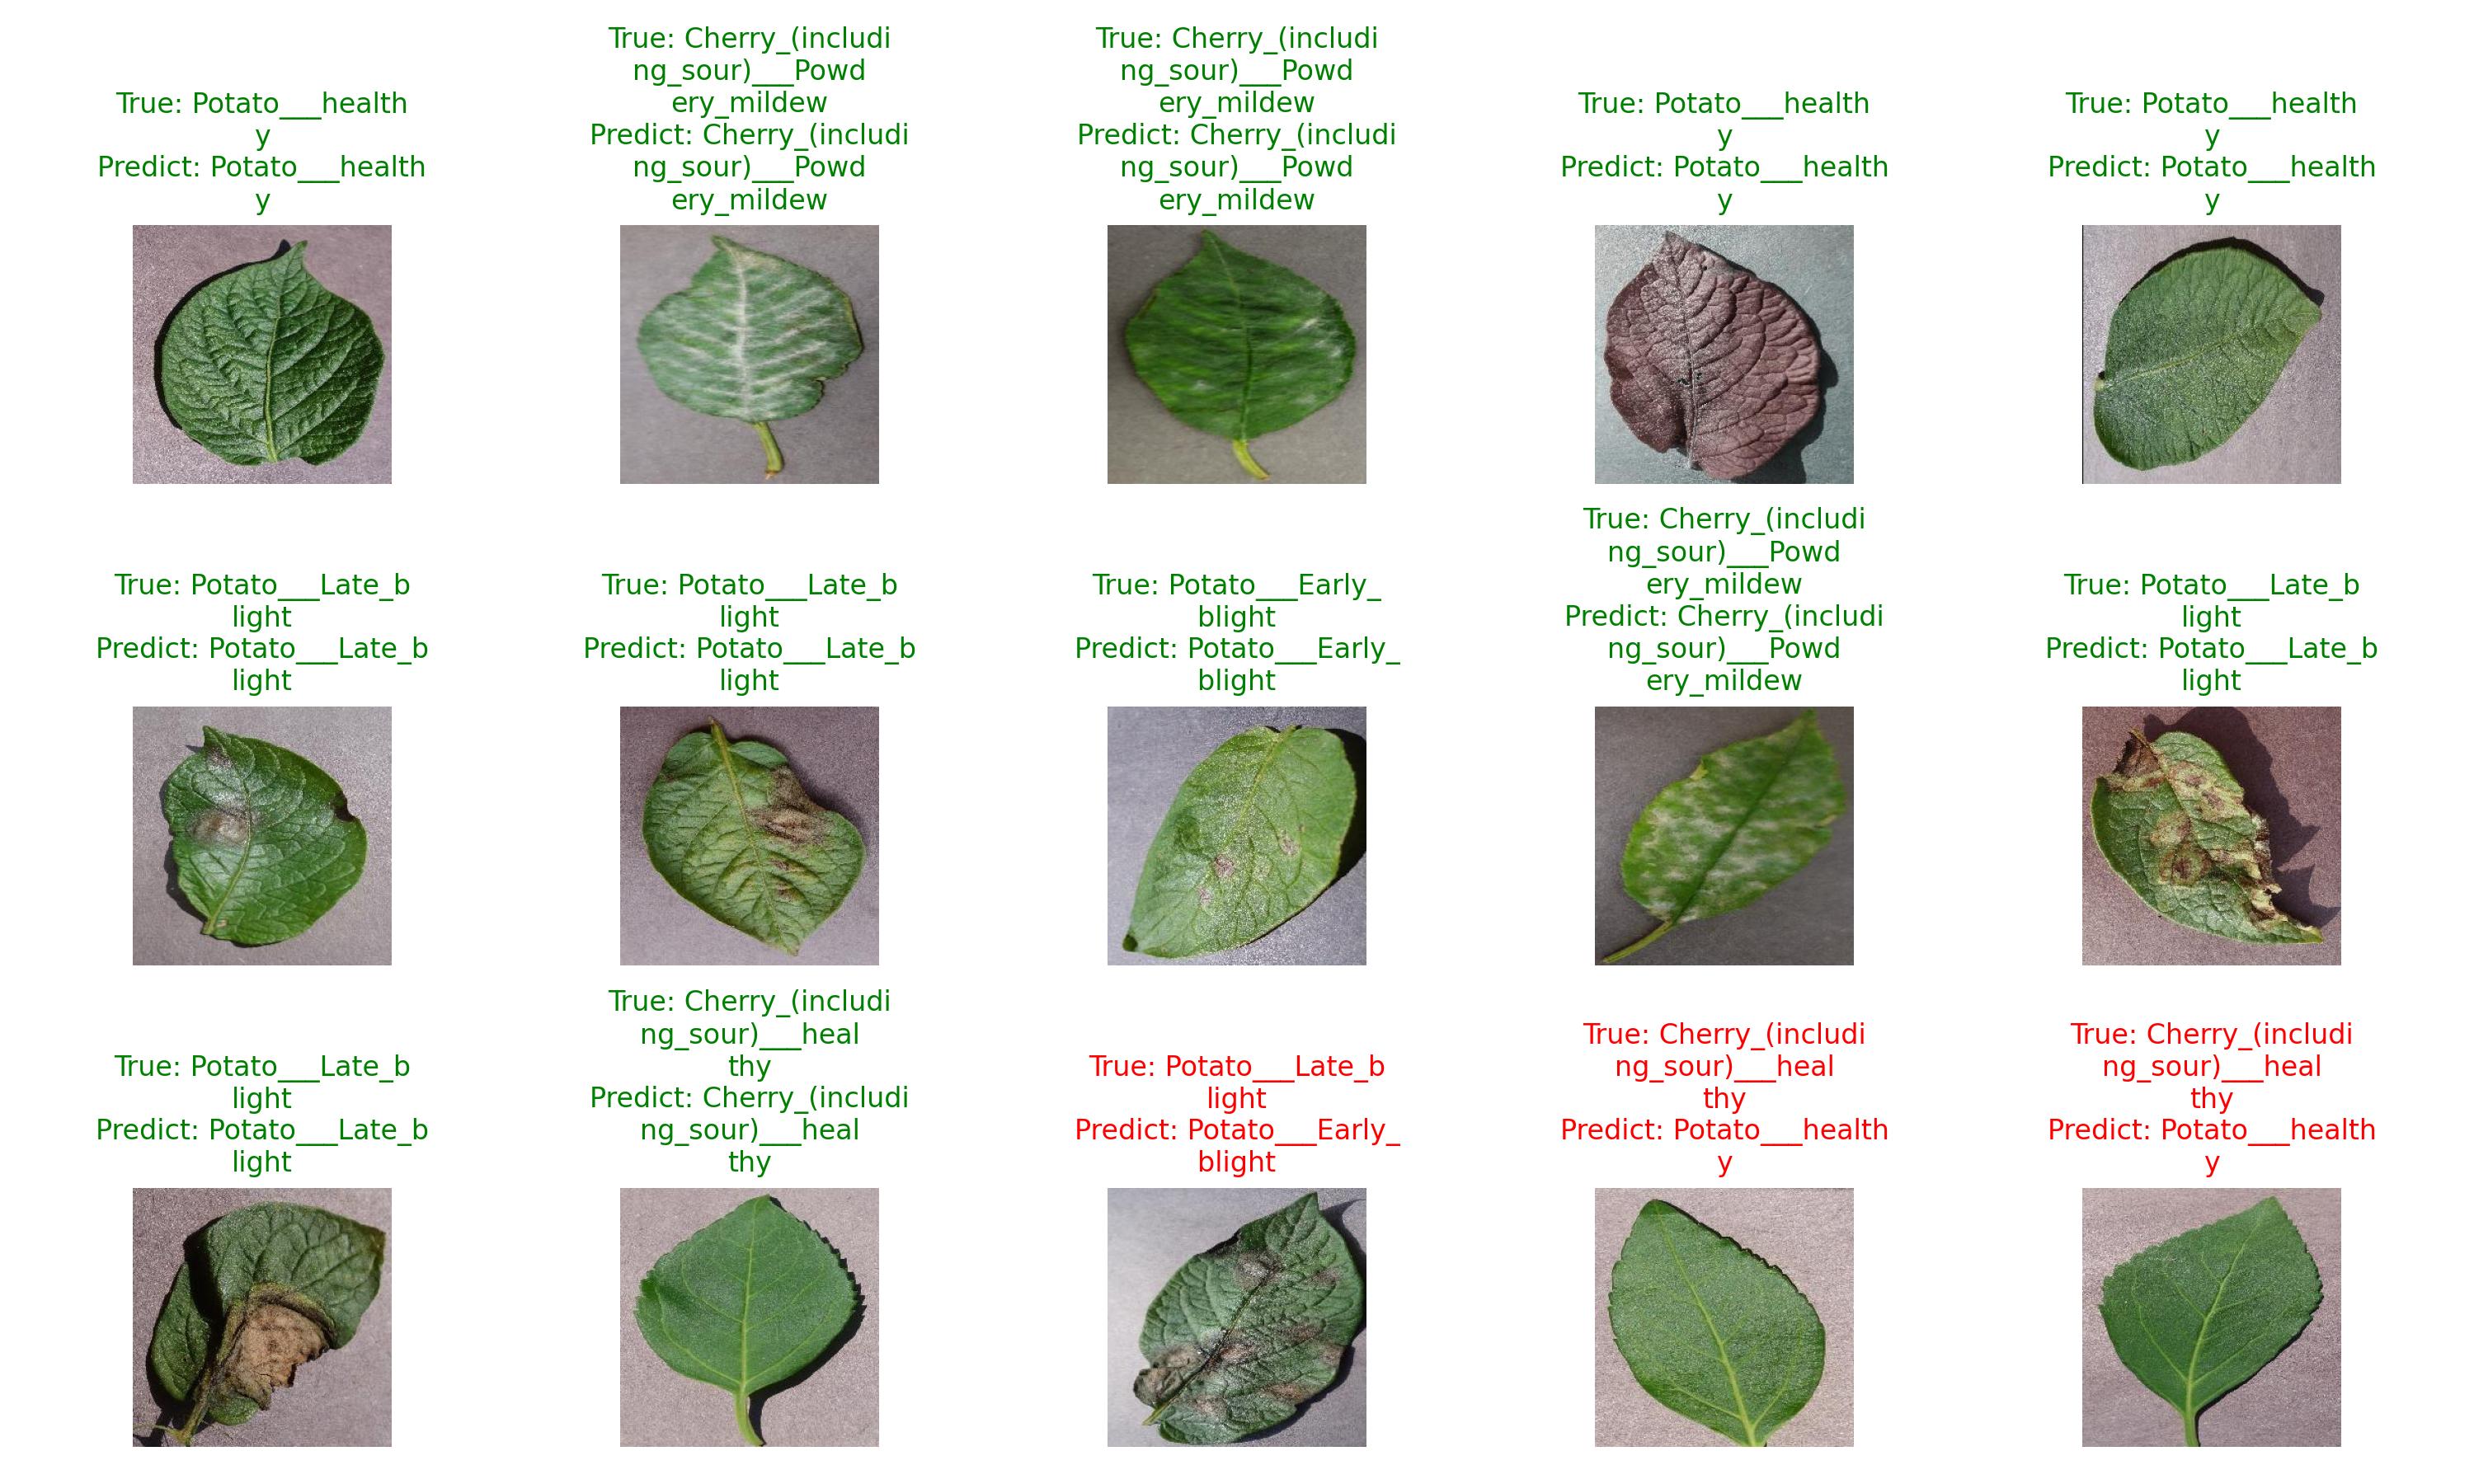 True: Potato___health
y
Predict: Potato___health
y
True: Cherry_(includi
ng_sour)___Powd
ery_mildew
Predict: Cherry_(includi
ng_sour)___Powd
ery_mildew
True: Cherry_(includi
ng_sour)___Powd
ery_mildew
Predict: Cherry_(includi
ng_sour)___Powd
ery_mildew
True: Potato___health
y
Predict: Potato___health
y
True: Potato___health
y
Predict: Potato___health
y
True: Potato___Late_b
light
Predict: Potato___Late_b
light
True: Potato___Late_b
light
Predict: Potato___Late_b
light
True: Potato___Early_
blight
Predict: Potato___Early_
blight
True: Cherry_(includi
ng_sour)___Powd
ery_mildew
Predict: Cherry_(includi
ng_sour)___Powd
ery_mildew
True: Potato___Late_b
light
Predict: Potato___Late_b
light
True: Potato___Late_b
light
Predict: Potato___Late_b
light
True: Cherry_(includi
ng_sour)___heal
thy
Predict: Cherry_(includi
ng_sour)___heal
thy
True: Potato___Late_b
light
Predict: Potato___Early_
blight
True: Cherry_(includi
ng_sour)___heal
thy
Predict: Potato___health
y
True: Cherry_(includi
ng_sour)___heal
thy
Predict: Potato___health
y